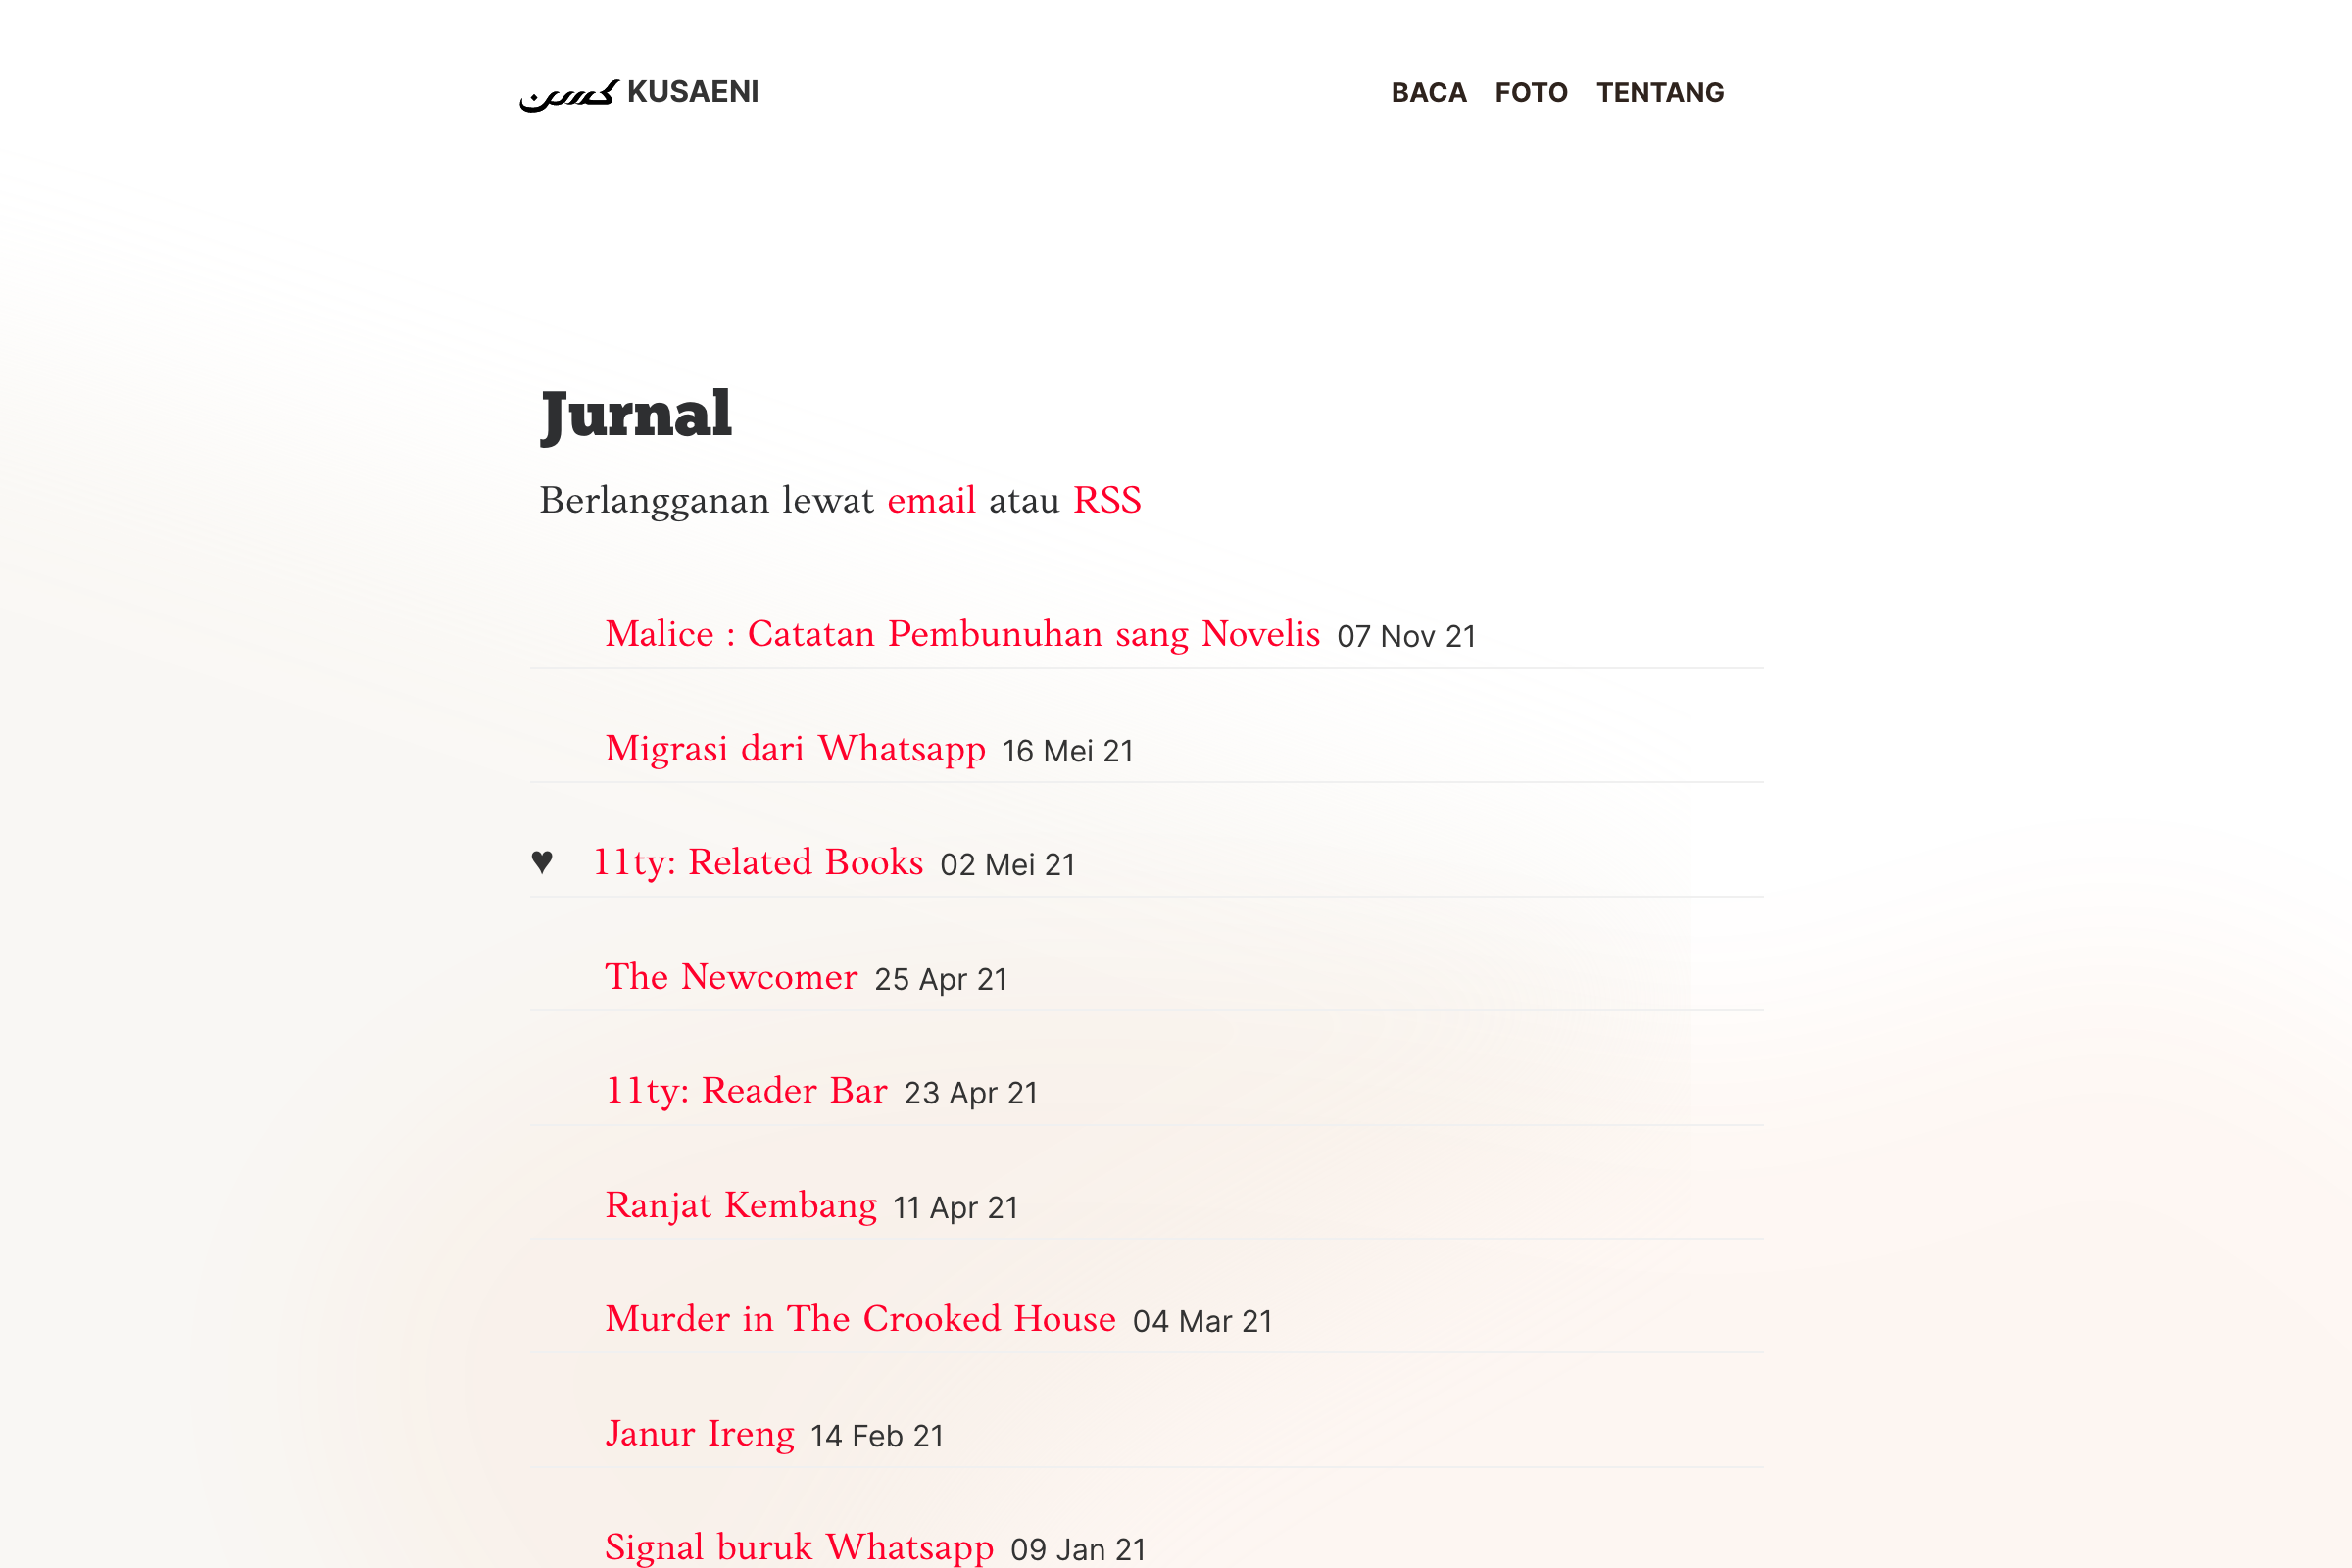 كسن KUSAENI
BACA FOTO TENTANG
Jurnal
Berlangganan lewat email atau RSS
Malice : Catatan Pembunuhan sang Novelis 07 Nov 21
Migrasi dari Whatsapp 16 Mei 21
♥ 11ty: Related Books 02 Mei 21
The Newcomer 25 Apr 21
11ty: Reader Bar 23 Apr 21
Ranjat Kembang 11 Apr 21
Murder in The Crooked House 04 Mar 21
Janur Ireng 14 Feb 21
Signal buruk Whatsapp 09 Jan 21